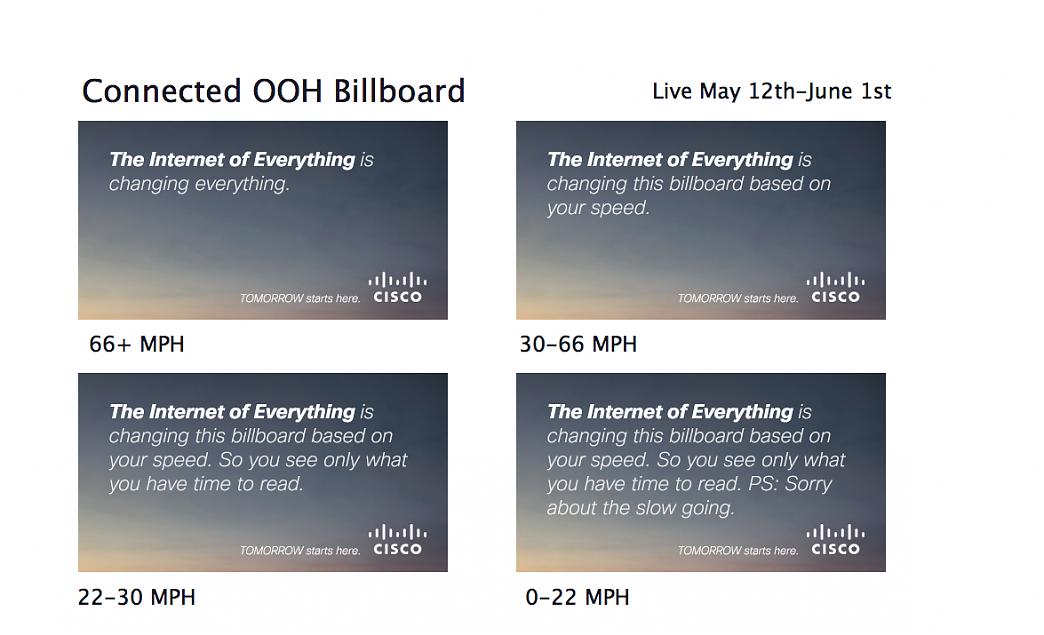 Connected OOH Billboard
Live May 12th-June 1st
The Internet of Everything is
changing everything.
TOMORROW starts here.
CISCO
66+ MPH
The Internet of Everything is
changing this billboard based on
your speed.
TOMORROW starts here.
CISCO
30-66 MPH
The Internet of Everything is
changing this billboard based on
your speed. So you see only what
you have time to read.
TOMORROW starts here.
CISCO
22-30 MPH
The Internet of Everything is
changing this billboard based on
your speed. So you see only what
you have time to read. PS: Sorry
about the slow going.
TOMORROW starts here.
CISCO
0-22 MPH